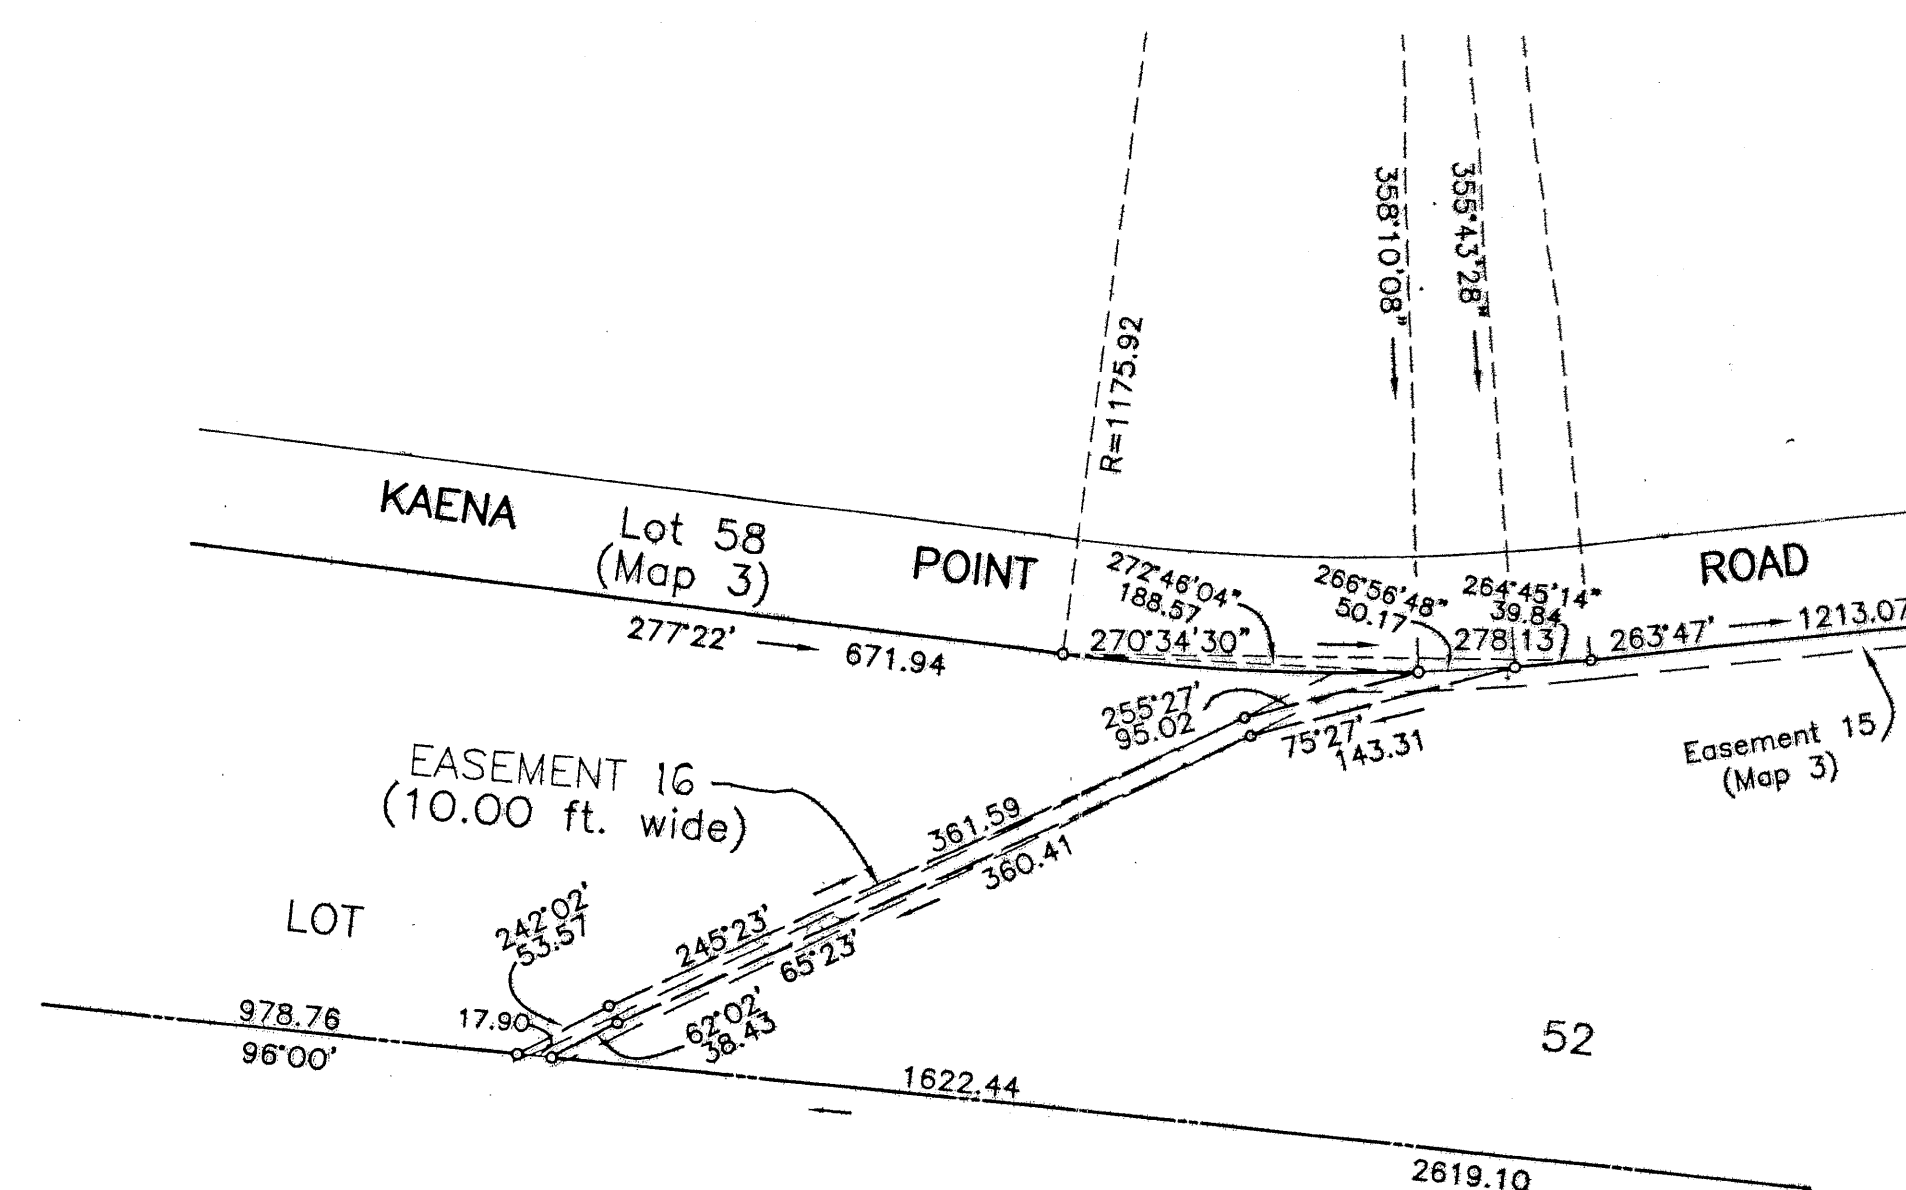 358°10'08"
355°43'28"
R=1175.92
KAENA
Lot 58
(Map 3)
POINT
ROAD
272°46'04"
188.57
266°56'48"
50.17
264°45'14"
39.84
270°34'30"
278.13
263°47'
1213.07
277°22'
671.94
255°27'
95.02
75°27'
143.31
Easement 15
(Map 3)
EASEMENT 16
(10.00 ft. wide)
361.59
360.41
LOT
242°02'
53.57
245°23'
65°23'
978.76
96°00'
17.90
62°02'
38.43
52
1622.44
2619.10